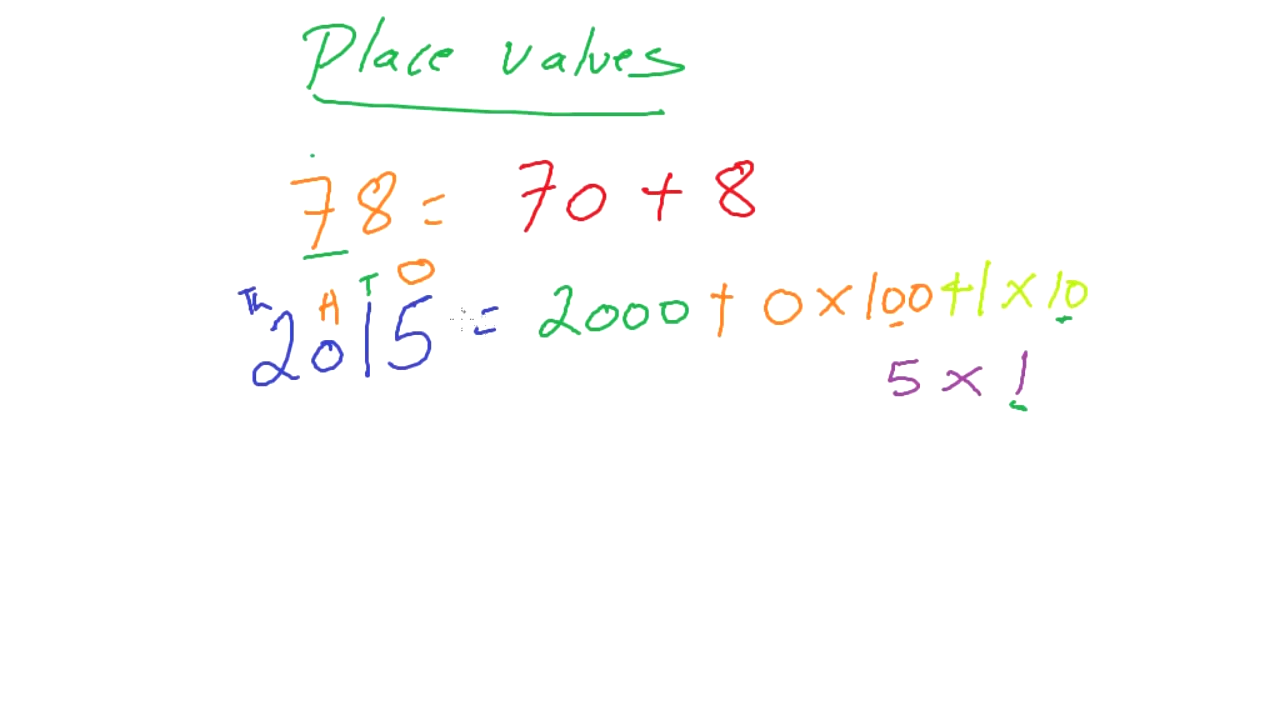 Place values
78 = 70 + 8
Th H T O
2015 = 2000 + 0 x 100 + 1 x 10
5 x 1